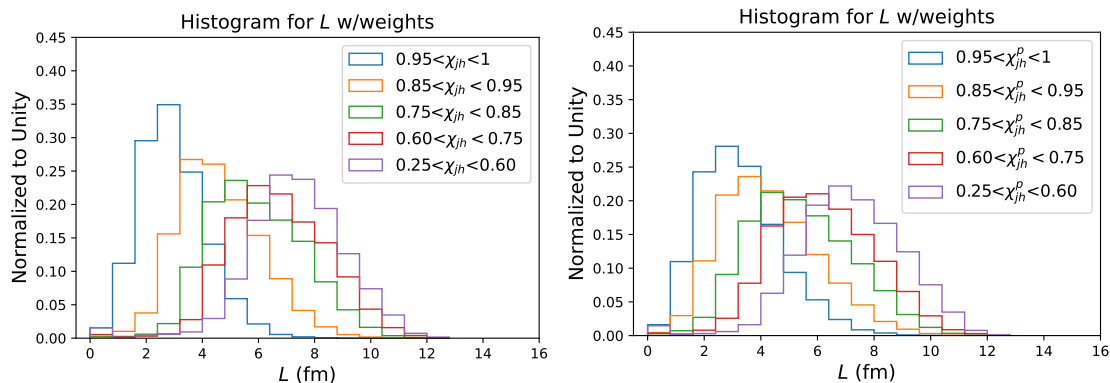 Histogram for L w/weights
Normalized to Unity
0.45
0.40
0.35
0.30
0.25
0.20
0.15
0.10
0.05
0.00
0.95<χjh<1
0.85<χjh<0.95
0.75<χjh<0.85
0.60<χjh<0.75
0.25<χjh<0.60
0 2 4 6 8 10 12 14 16
L (fm)
Histogram for L w/weights
Normalized to Unity
0.45
0.40
0.35
0.30
0.25
0.20
0.15
0.10
0.05
0.00
0.95<χ^p_jh<1
0.85<χ^p_jh<0.95
0.75<χ^p_jh<0.85
0.60<χ^p_jh<0.75
0.25<χ^p_jh<0.60
0 2 4 6 8 10 12 14 16
L (fm)